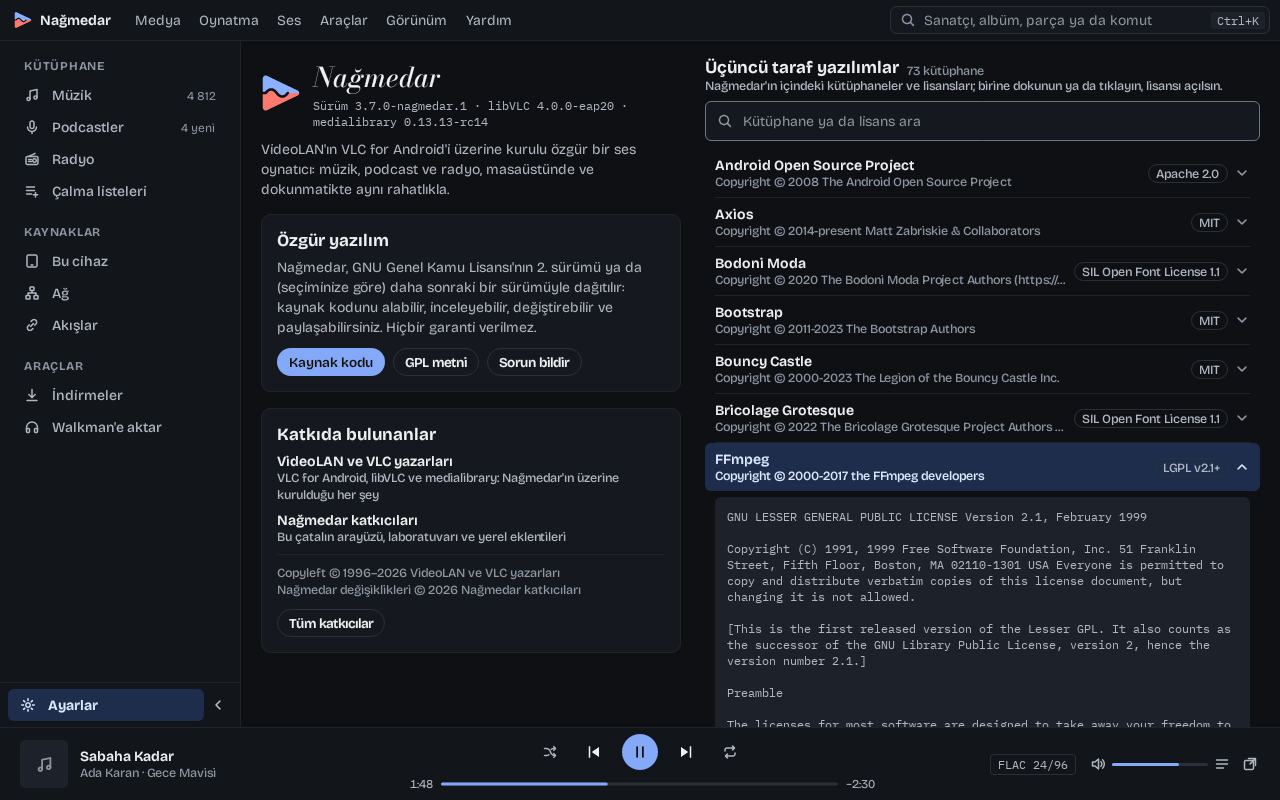 Nağmedar
Medya
Oynatma
Ses
Araçlar
Görünüm
Yardım
Sanatçı, albüm, parça ya da komut
Ctrl+K
KÜTÜPHANE
Müzik
4 812
Podcastler
4 yeni
Radyo
Çalma listeleri
KAYNAKLAR
Bu cihaz
Ağ
Akışlar
ARAÇLAR
İndirmeler
Walkman'e aktar
Ayarlar
Nağmedar
Sürüm 3.7.0-nagmedar.1 · libVLC 4.0.0-eap20 ·
medialibrary 0.13.13-rc14
VideoLAN'ın VLC for Android'i üzerine kurulu özgür bir ses
oynatıcı: müzik, podcast ve radyo, masaüstünde ve
dokunmatikte aynı rahatlıkla.
Özgür yazılım
Nağmedar, GNU Genel Kamu Lisansı'nın 2. sürümü ya da
(seçiminize göre) daha sonraki bir sürümüyle dağıtılır:
kaynak kodunu alabilir, inceleyebilir, değiştirebilir ve
paylaşabilirsiniz. Hiçbir garanti verilmez.
Kaynak kodu
GPL metni
Sorun bildir
Katkıda bulunanlar
VideoLAN ve VLC yazarları
VLC for Android, libVLC ve medialibrary: Nağmedar'ın üzerine
kurulduğu her şey
Nağmedar katkıcıları
Bu çatalın arayüzü, laboratuvarı ve yerel eklentileri
Copyleft © 1996–2026 VideoLAN ve VLC yazarları
Nağmedar değişiklikleri © 2026 Nağmedar katkıcıları
Tüm katkıcılar
Üçüncü taraf yazılımlar
73 kütüphane
Nağmedar'ın içindeki kütüphaneler ve lisansları; birine dokunun ya da tıklayın, lisansı açılsın.
Kütüphane ya da lisans ara
Android Open Source Project
Copyright © 2008 The Android Open Source Project
Apache 2.0
Axios
Copyright © 2014-present Matt Zabriskie & Collaborators
MIT
Bodoni Moda
Copyright © 2020 The Bodoni Moda Project Authors (https://...
SIL Open Font License 1.1
Bootstrap
Copyright © 2011-2023 The Bootstrap Authors
MIT
Bouncy Castle
Copyright © 2000-2023 The Legion of the Bouncy Castle Inc.
MIT
Bricolage Grotesque
Copyright © 2022 The Bricolage Grotesque Project Authors ...
SIL Open Font License 1.1
FFmpeg
Copyright © 2000-2017 the FFmpeg developers
LGPL v2.1+
GNU LESSER GENERAL PUBLIC LICENSE Version 2.1, February 1999
Copyright (C) 1991, 1999 Free Software Foundation, Inc. 51 Franklin
Street, Fifth Floor, Boston, MA 02110-1301 USA Everyone is permitted to
copy and distribute verbatim copies of this license document, but
changing it is not allowed.
[This is the first released version of the Lesser GPL. It also counts as
the successor of the GNU Library Public License, version 2, hence the
version number 2.1.]
Preamble
The licenses for most software are designed to take away your freedom to
Sabaha Kadar
Ada Karan · Gece Mavisi
1:48
−2:30
FLAC 24/96